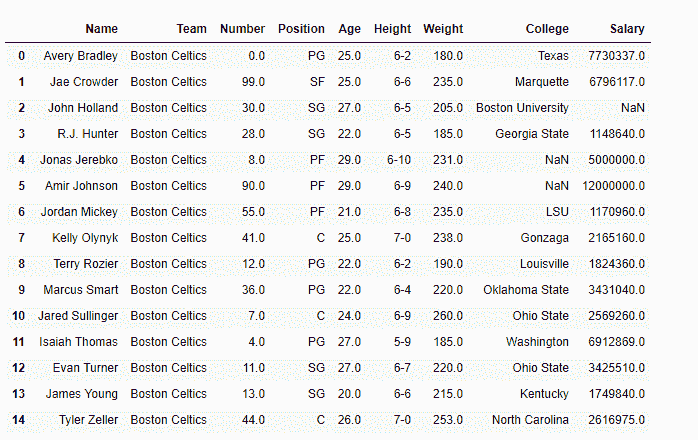 Name Team Number Position Age Height Weight College Salary
0 Avery Bradley Boston Celtics 0.0 PG 25.0 6-2 180.0 Texas 7730337.0
1 Jae Crowder Boston Celtics 99.0 SF 25.0 6-6 235.0 Marquette 6796117.0
2 John Holland Boston Celtics 30.0 SG 27.0 6-5 205.0 Boston University NaN
3 R.J. Hunter Boston Celtics 28.0 SG 22.0 6-5 185.0 Georgia State 1148640.0
4 Jonas Jerebko Boston Celtics 8.0 PF 29.0 6-10 231.0 NaN 5000000.0
5 Amir Johnson Boston Celtics 90.0 PF 29.0 6-9 240.0 NaN 12000000.0
6 Jordan Mickey Boston Celtics 55.0 PF 21.0 6-8 235.0 LSU 1170960.0
7 Kelly Olynyk Boston Celtics 41.0 C 25.0 7-0 238.0 Gonzaga 2165160.0
8 Terry Rozier Boston Celtics 12.0 PG 22.0 6-2 190.0 Louisville 1824360.0
9 Marcus Smart Boston Celtics 36.0 PG 22.0 6-4 220.0 Oklahoma State 3431040.0
10 Jared Sullinger Boston Celtics 7.0 C 24.0 6-9 260.0 Ohio State 2569260.0
11 Isaiah Thomas Boston Celtics 4.0 PG 27.0 5-9 185.0 Washington 6912869.0
12 Evan Turner Boston Celtics 11.0 SG 27.0 6-7 220.0 Ohio State 3425510.0
13 James Young Boston Celtics 13.0 SG 20.0 6-6 215.0 Kentucky 1749840.0
14 Tyler Zeller Boston Celtics 44.0 C 26.0 7-0 253.0 North Carolina 2616975.0